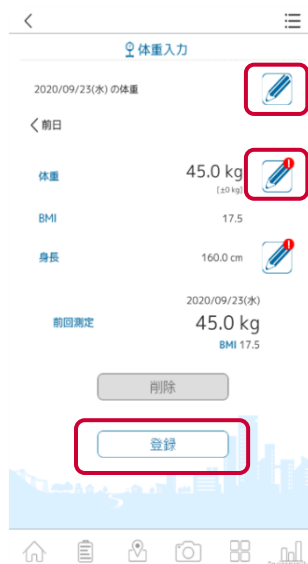 体重入力
2020/09/23(水) の体重
前日
体重 45.0 kg
(±0 kg)
BMI 17.5
身長 160.0 cm
2020/09/23(水)
前回測定 45.0 kg
BMI 17.5
削除
登録